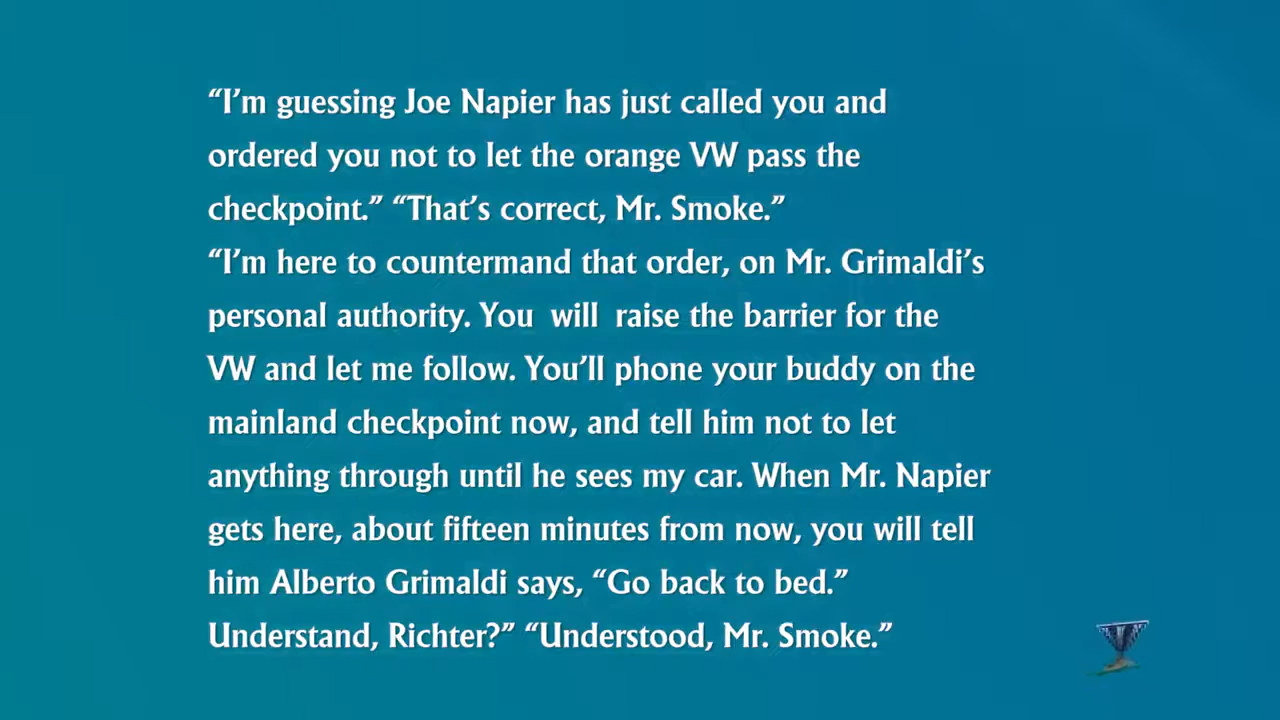 “I’m guessing Joe Napier has just called you and
ordered you not to let the orange VW pass the
checkpoint.” “That’s correct, Mr. Smoke.”
“I’m here to countermand that order, on Mr. Grimaldi’s
personal authority. You will raise the barrier for the
VW and let me follow. You’ll phone your buddy on the
mainland checkpoint now, and tell him not to let
anything through until he sees my car. When Mr. Napier
gets here, about fifteen minutes from now, you will tell
him Alberto Grimaldi says, “Go back to bed.”
Understand, Richter?” “Understood, Mr. Smoke.”